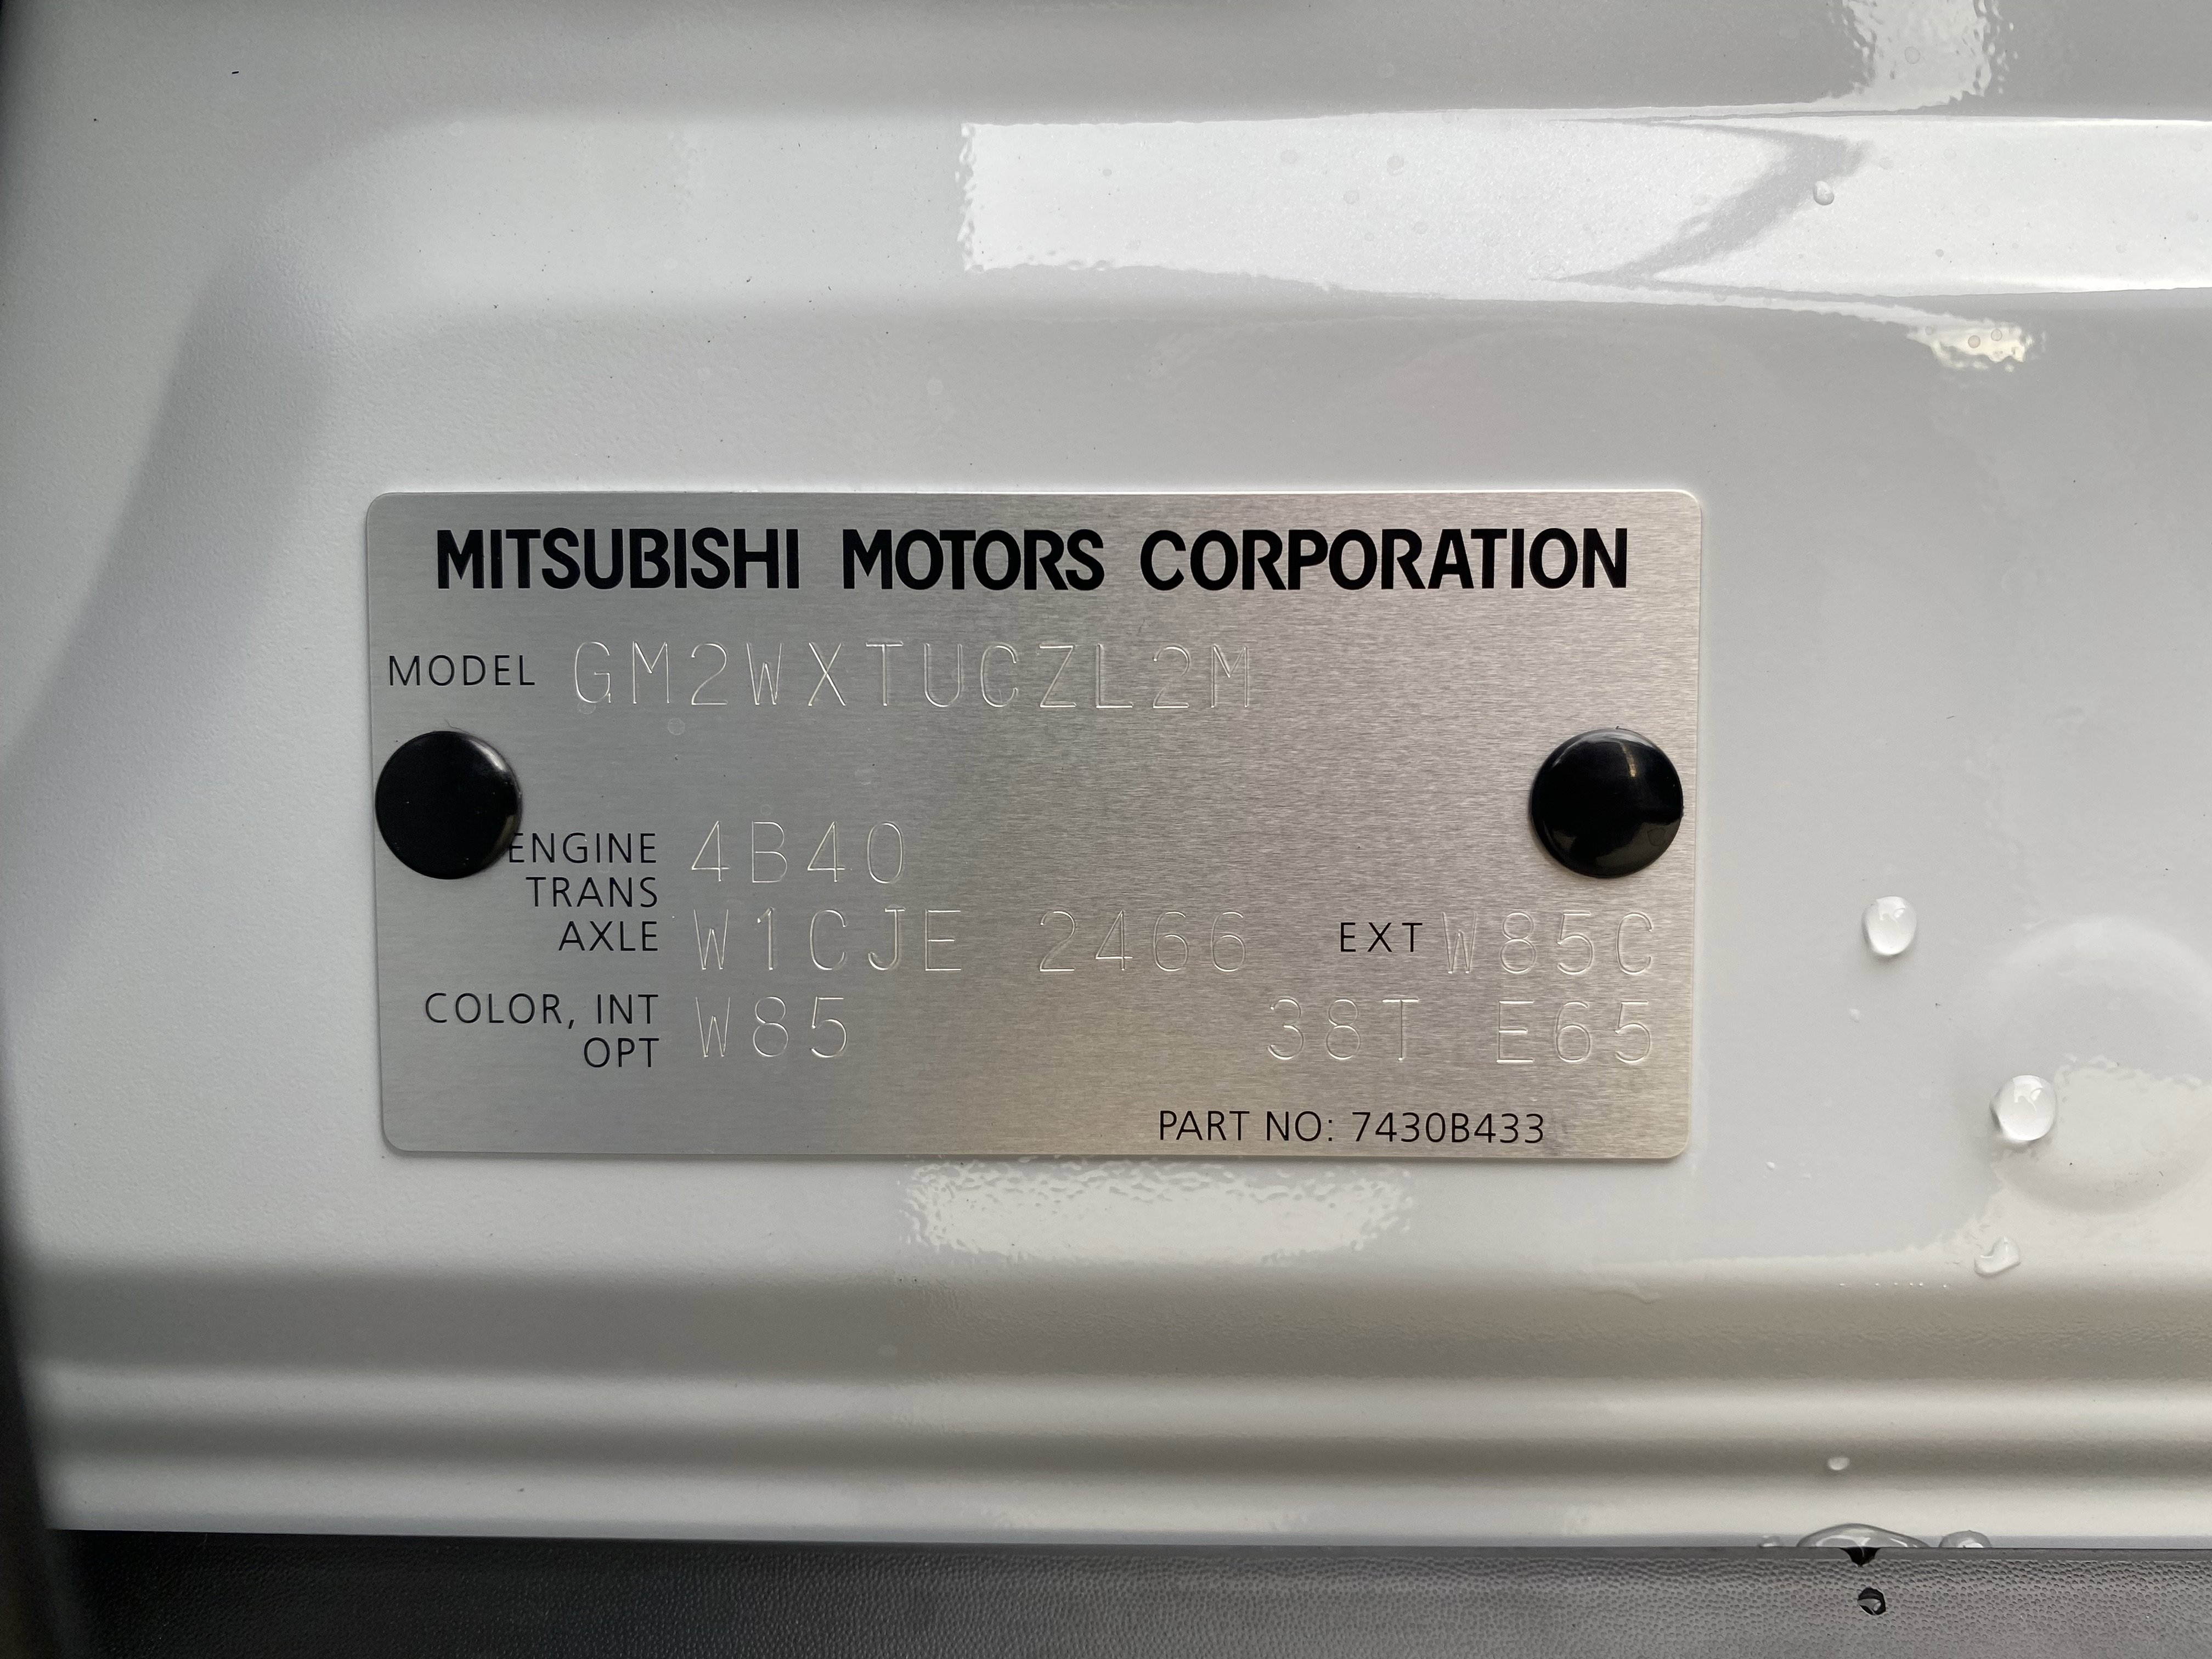 MITSUBISHI MOTORS CORPORATION
MODEL GM2WXTUCZL2M
ENGINE 4B40
TRANS
AXLE W1CJE 2466 EXT W85C
COLOR, INT W85 38T E65
OPT
PART NO: 7430B433